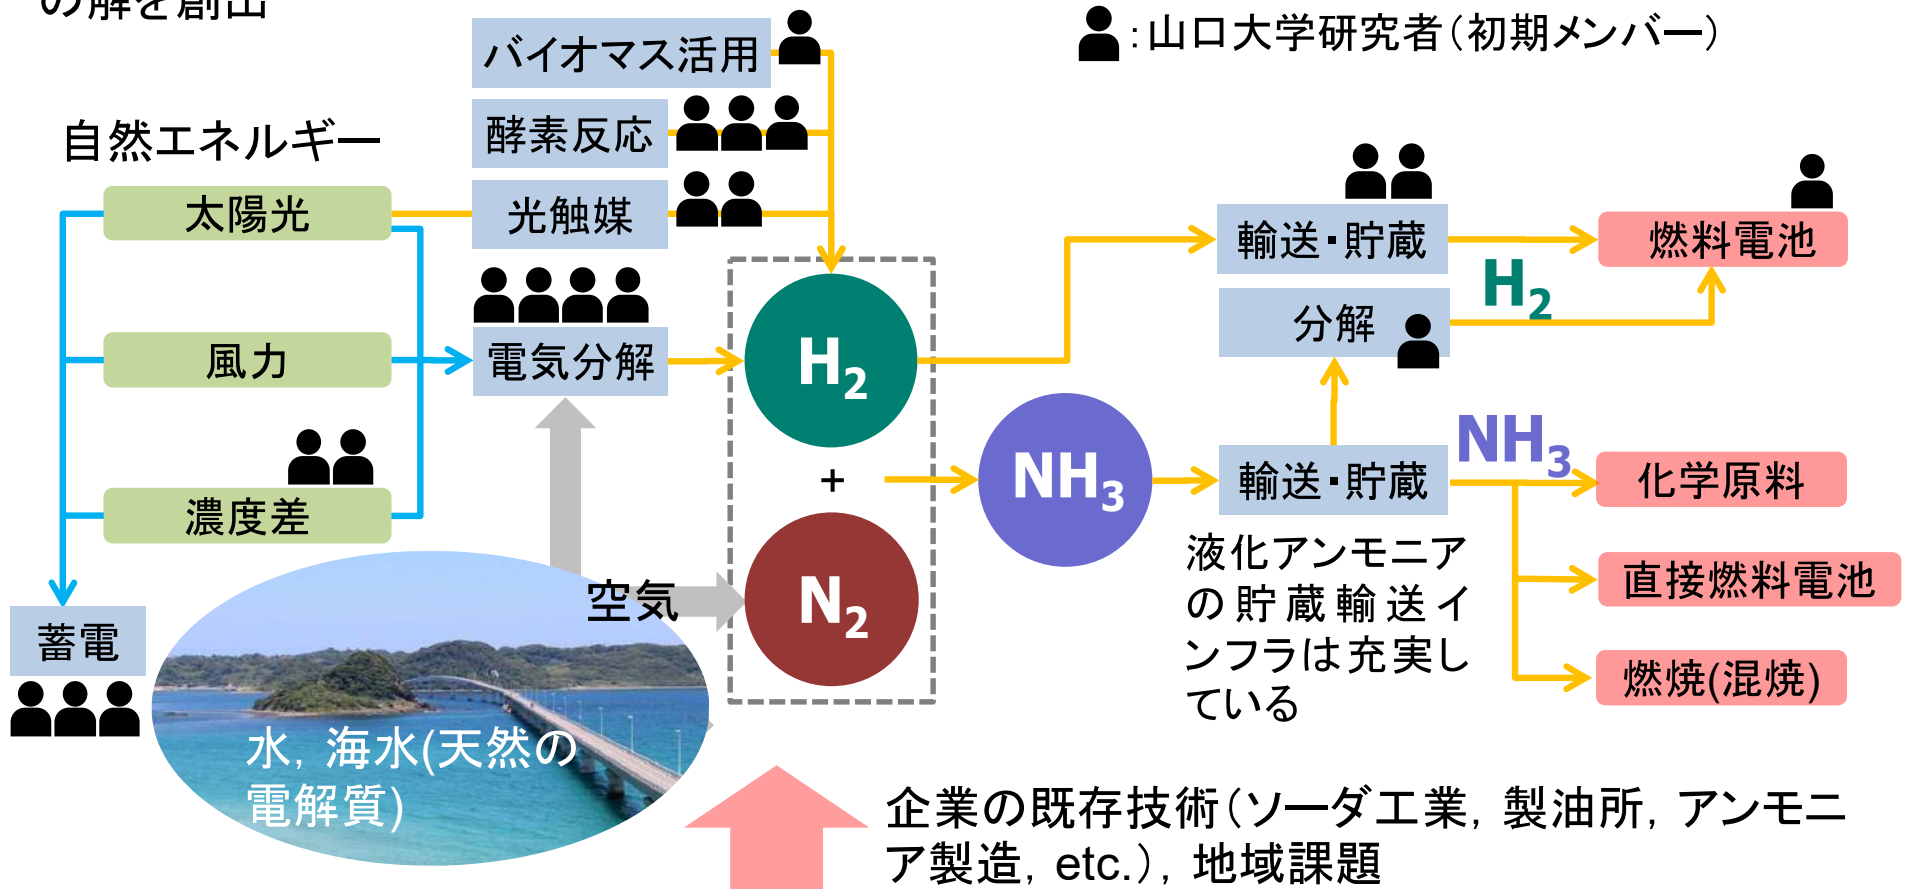 の解を創出
:山口大学研究者（初期メンバー）
バイオマス活用
酵素反応
自然エネルギー
太陽光
光触媒
輸送・貯蔵
燃料電池
H2
分解
風力
電気分解
H2
NH3
+
NH3
輸送・貯蔵
化学原料
濃度差
液化アンモニア
の貯蔵輸送イ
ンフラは充実し
ている
直接燃料電池
空気
N2
蓄電
燃焼(混焼)
水，海水(天然の
電解質)
企業の既存技術（ソーダ工業，製油所，アンモニ
ア製造，etc.），地域課題